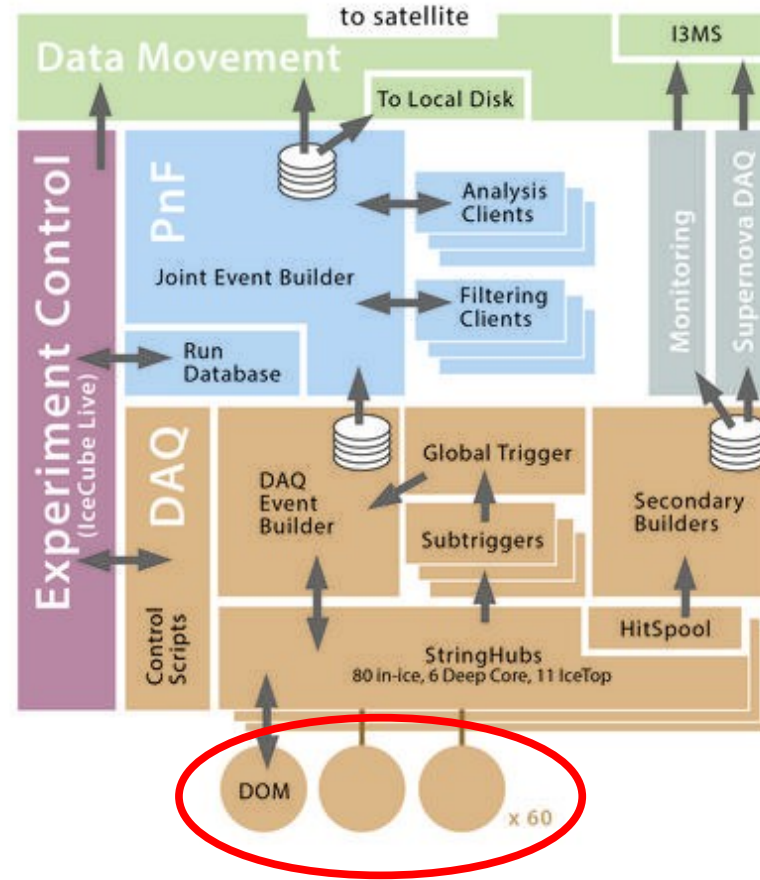 to satellite
Data Movement
I3MS
To Local Disk
Experiment Control
(IceCube Live)
PnF
Joint Event Builder
Analysis
Clients
Filtering
Clients
Run
Database
Monitoring
Supernova DAQ
DAQ
Control
Scripts
DAQ
Event
Builder
Global Trigger
Subtriggers
Secondary
Builders
HitSpool
StringHubs
80 in-ice, 6 Deep Core, 11 IceTop
DOM
x 60